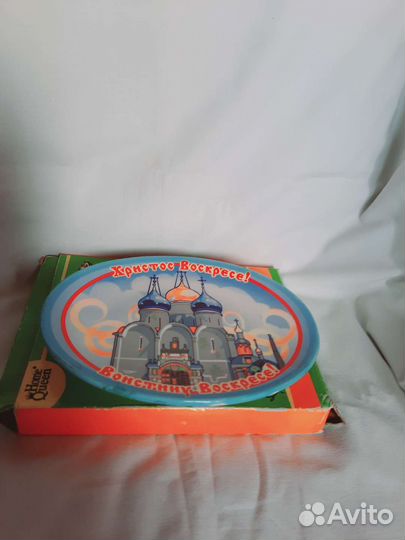 Христос Воскресе!
Воистину Воскресе!
Home
Queen
Avito